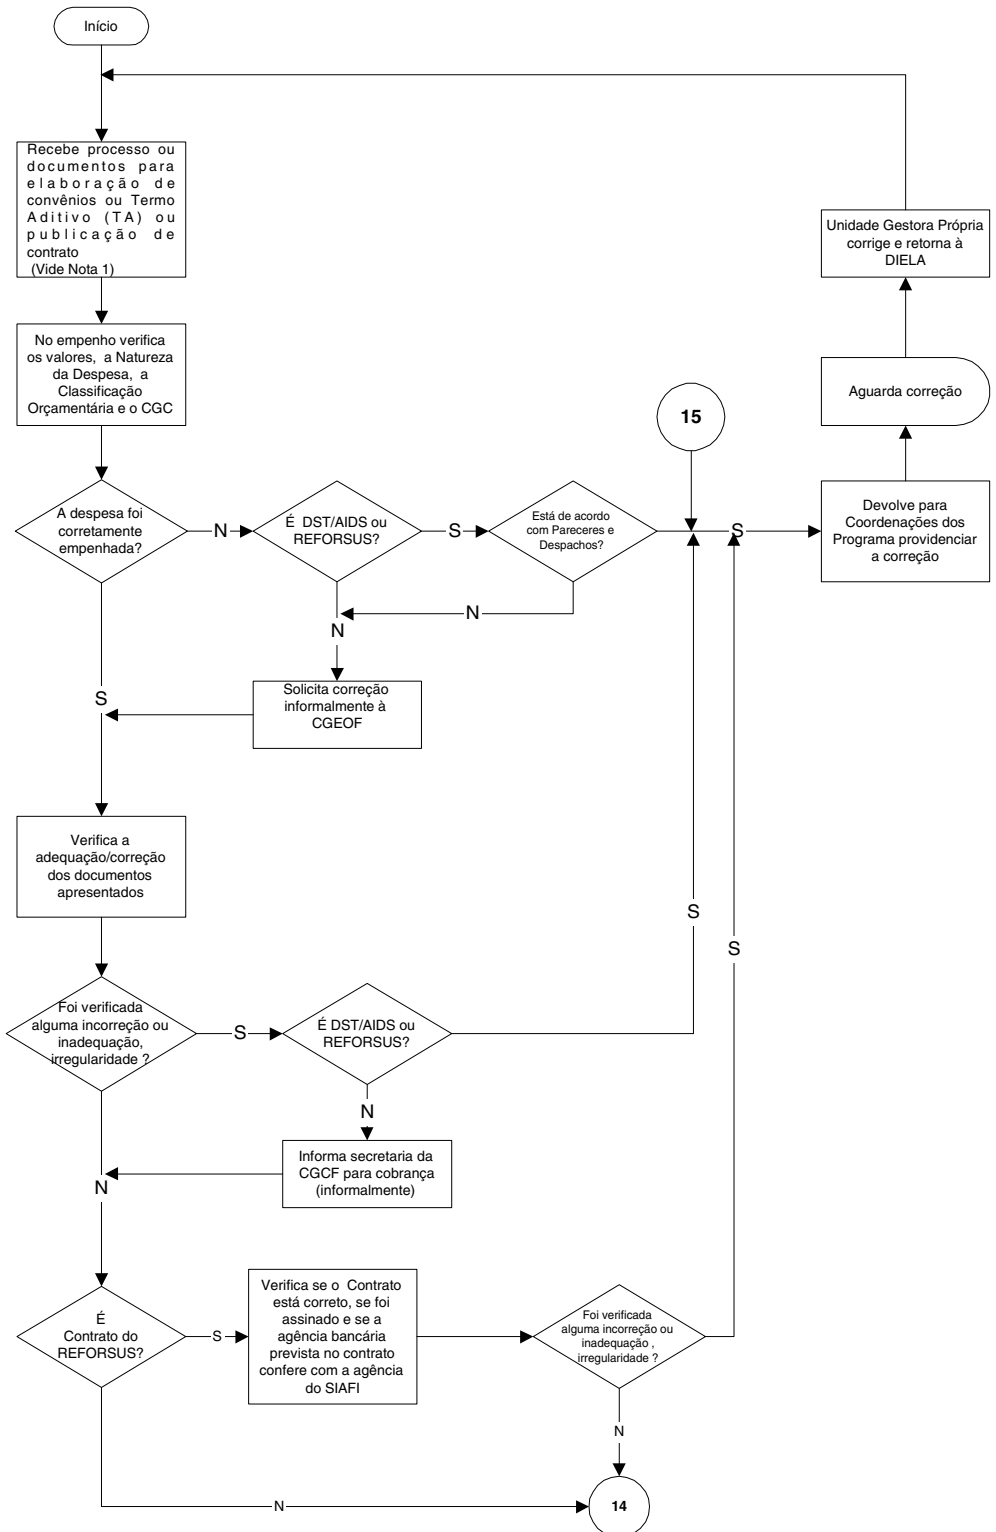 Início
Recebe processo ou
documentos para
elaboração de
convênios ou Termo
Aditivo (TA) ou
publicação de
contrato
(Vide Nota 1)
Unidade Gestora Própria
corrige e retorna à
DIELA
No empenho verifica
os valores, a Natureza
da Despesa, a
Classificação
Orçamentária e o CGC
Aguarda correção
15
A despesa foi
corretamente
empenhada?
N
É DST/AIDS ou
REFORSUS?
S
Está de acordo
com Pareceres e
Despachos?
S
Devolve para
Coordenações dos
Programa providenciar
a correção
N
N
S
Solicita correção
informalmente à
CGEOF
Verifica a
adequação/correção
dos documentos
apresentados
S
S
Foi verificada
alguma incorreção ou
inadequação,
irregularidade ?
S
É DST/AIDS ou
REFORSUS?
N
Informa secretaria da
CGCF para cobrança
(informalmente)
N
É
Contrato do
REFORSUS?
S
Verifica se o Contrato
está correto, se foi
assinado e se a
agência bancária
prevista no contrato
confere com a agência
do SIAFI
Foi verificada
alguma incorreção ou
inadequação ,
irregularidade ?
N
N
14